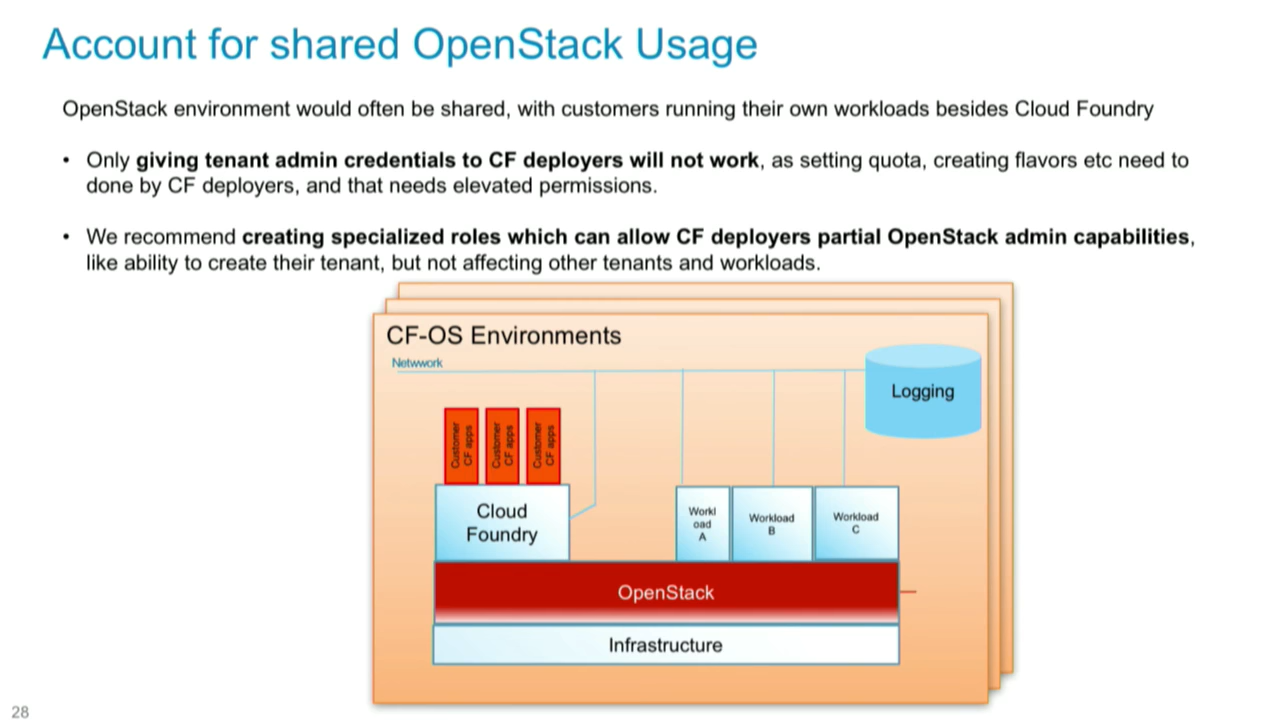 Account for shared OpenStack Usage
OpenStack environment would often be shared, with customers running their own workloads besides Cloud Foundry
• Only giving tenant admin credentials to CF deployers will not work, as setting quota, creating flavors etc need to
done by CF deployers, and that needs elevated permissions.
• We recommend creating specialized roles which can allow CF deployers partial OpenStack admin capabilities,
like ability to create their tenant, but not affecting other tenants and workloads.
CF-OS Environments
Netwwork
Logging
Customer
CF apps
Customer
CF apps
Customer
CF apps
Cloud
Foundry
Workl
oad
A
Workload
B
Workload
C
OpenStack
Infrastructure
28